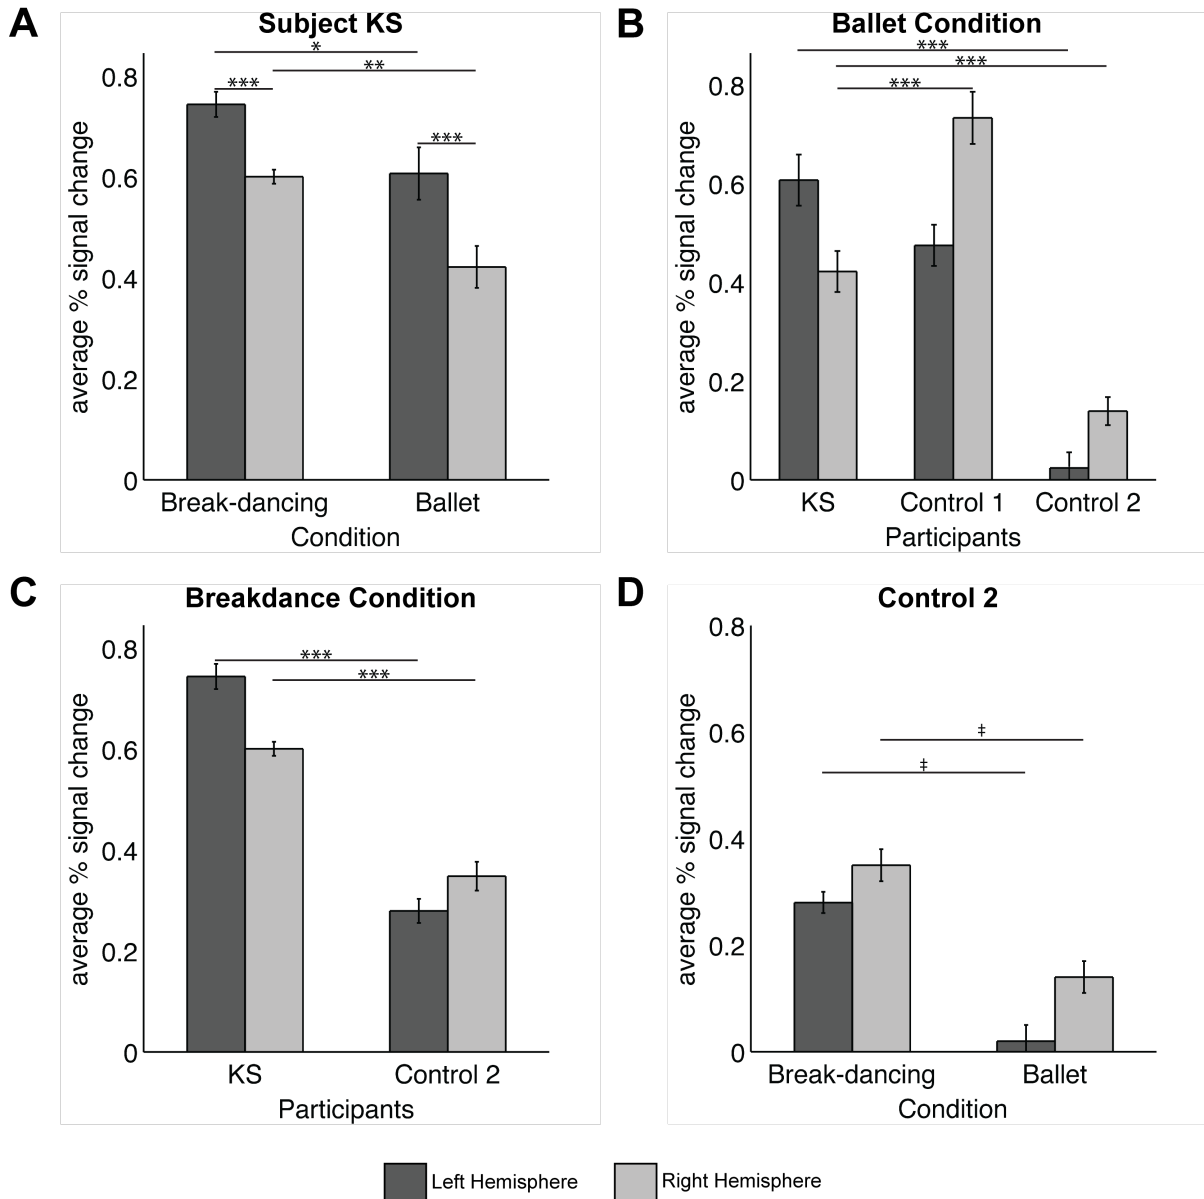 A
Subject KS
*
**
***
***
0.8
0.6
0.4
0.2
0
average % signal change
Break-dancing
Ballet
Condition
B
Ballet Condition
***
***
***
0.8
0.6
0.4
0.2
0
average % signal change
KS
Control 1
Control 2
Participants
C
Breakdance Condition
***
***
0.8
0.6
0.4
0.2
0
average % signal change
KS
Control 2
Participants
D
Control 2
‡
‡
0.8
0.6
0.4
0.2
0
average % signal change
Break-dancing
Ballet
Condition
Left Hemisphere
Right Hemisphere